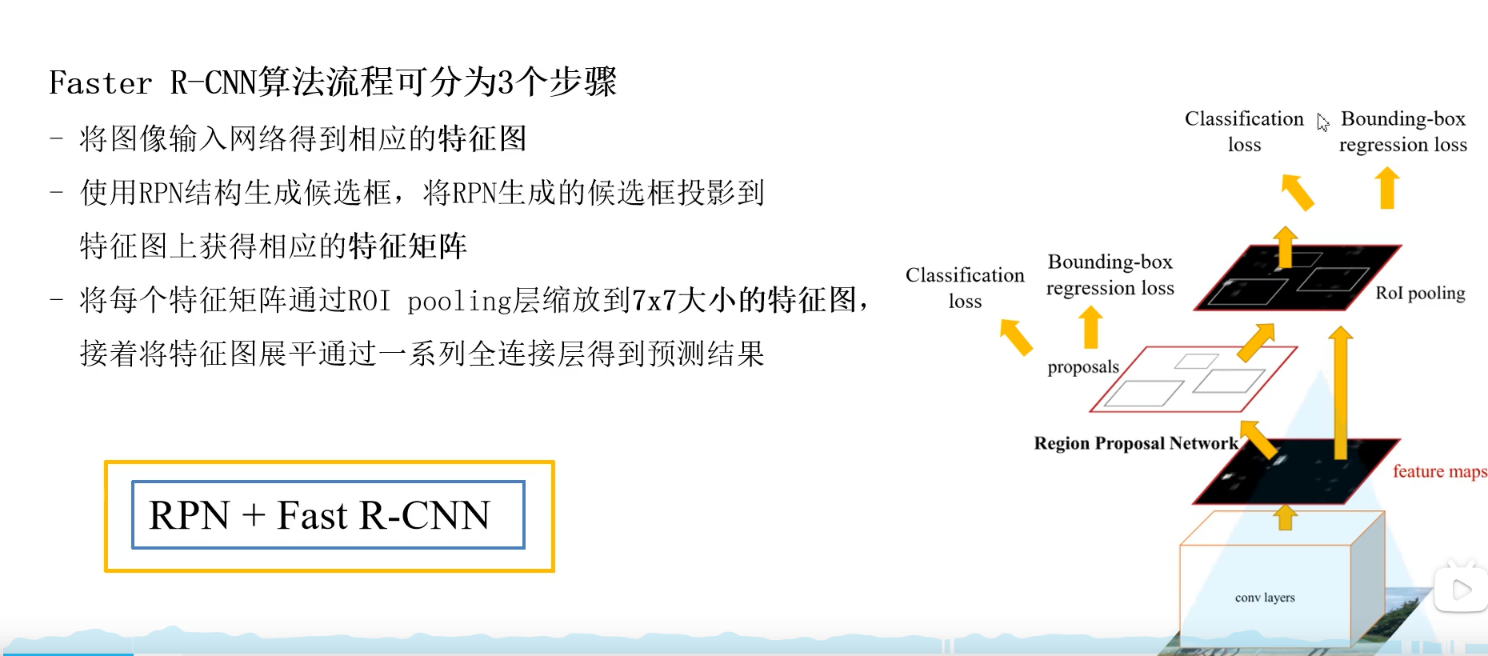 Faster R-CNN算法流程可分为3个步骤
- 将图像输入网络得到相应的特征图
- 使用RPN结构生成候选框，将RPN生成的候选框投影到
特征图上获得相应的特征矩阵
- 将每个特征矩阵通过ROI pooling层缩放到7x7大小的特征图，
接着将特征图展平通过一系列全连接层得到预测结果
RPN + Fast R-CNN
Classification
loss
Bounding-box
regression loss
RoI pooling
Classification
loss
Bounding-box
regression loss
proposals
Region Proposal Network
feature maps
conv layers